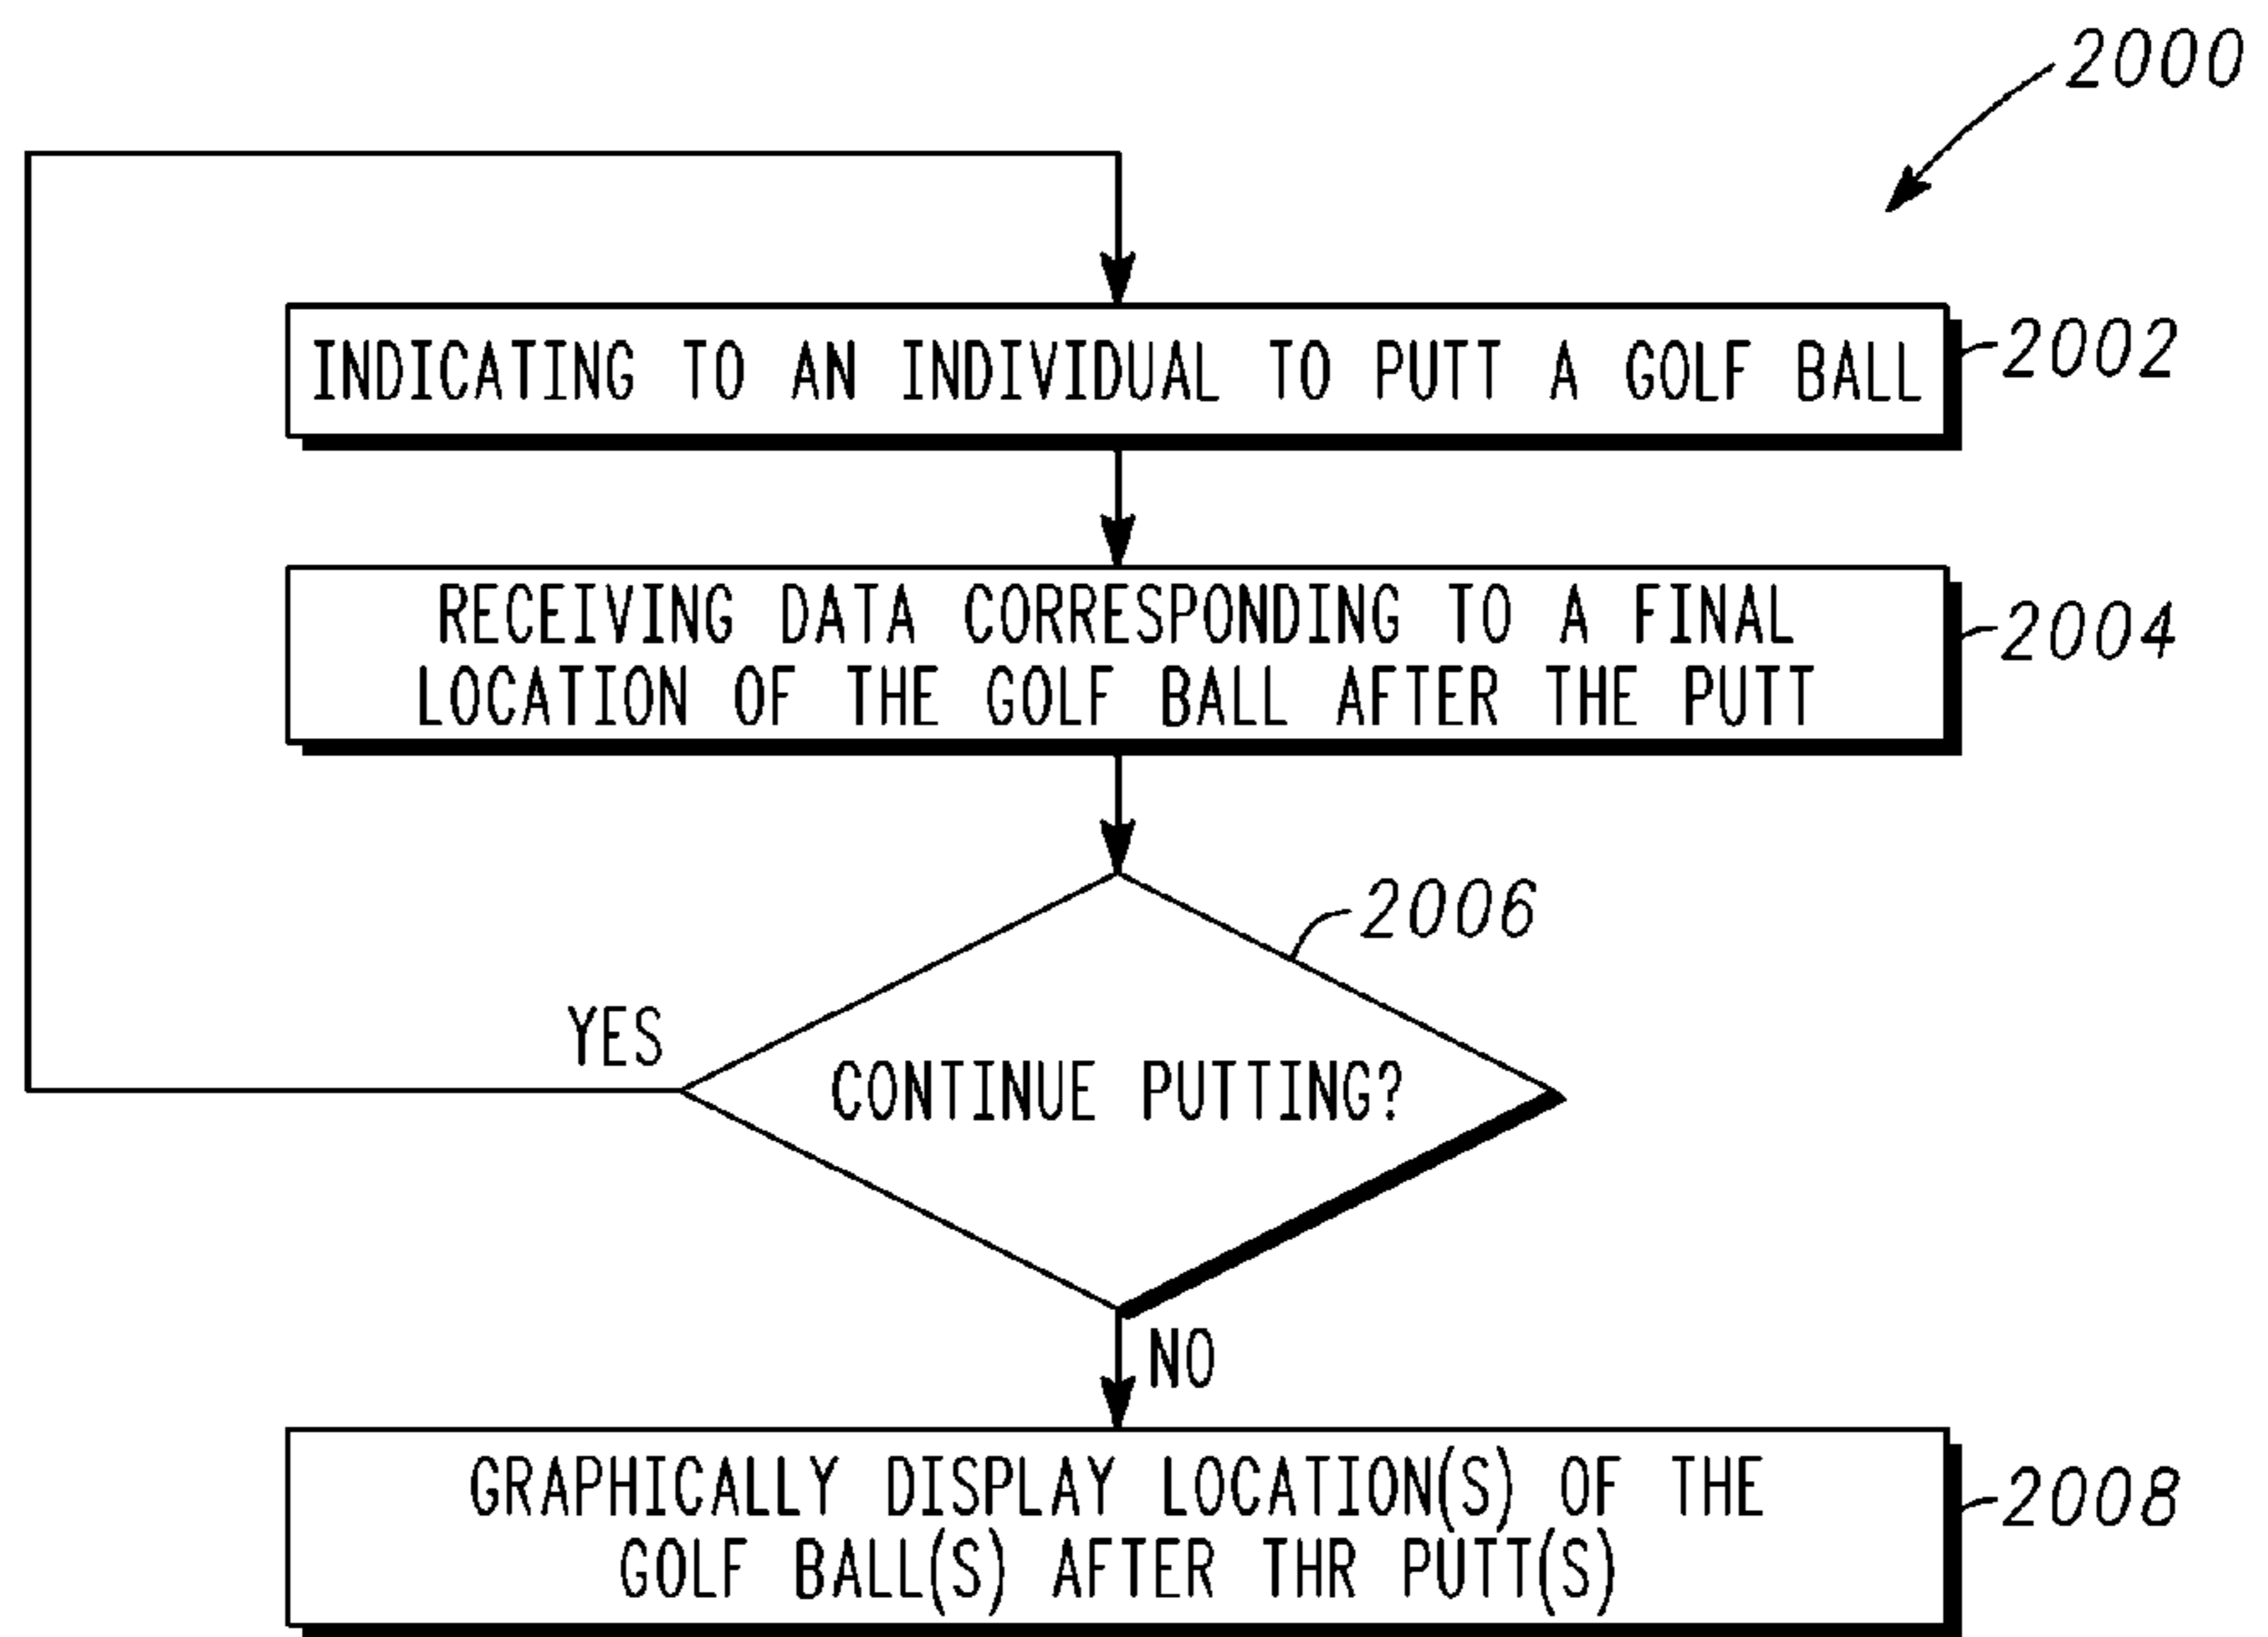 2000
INDICATING TO AN INDIVIDUAL TO PUTT A GOLF BALL
2002
RECEIVING DATA CORRESPONDING TO A FINAL
LOCATION OF THE GOLF BALL AFTER THE PUTT
2004
2006
YES
CONTINUE PUTTING?
NO
GRAPHICALLY DISPLAY LOCATION(S) OF THE
GOLF BALL(S) AFTER THR PUTT(S)
2008